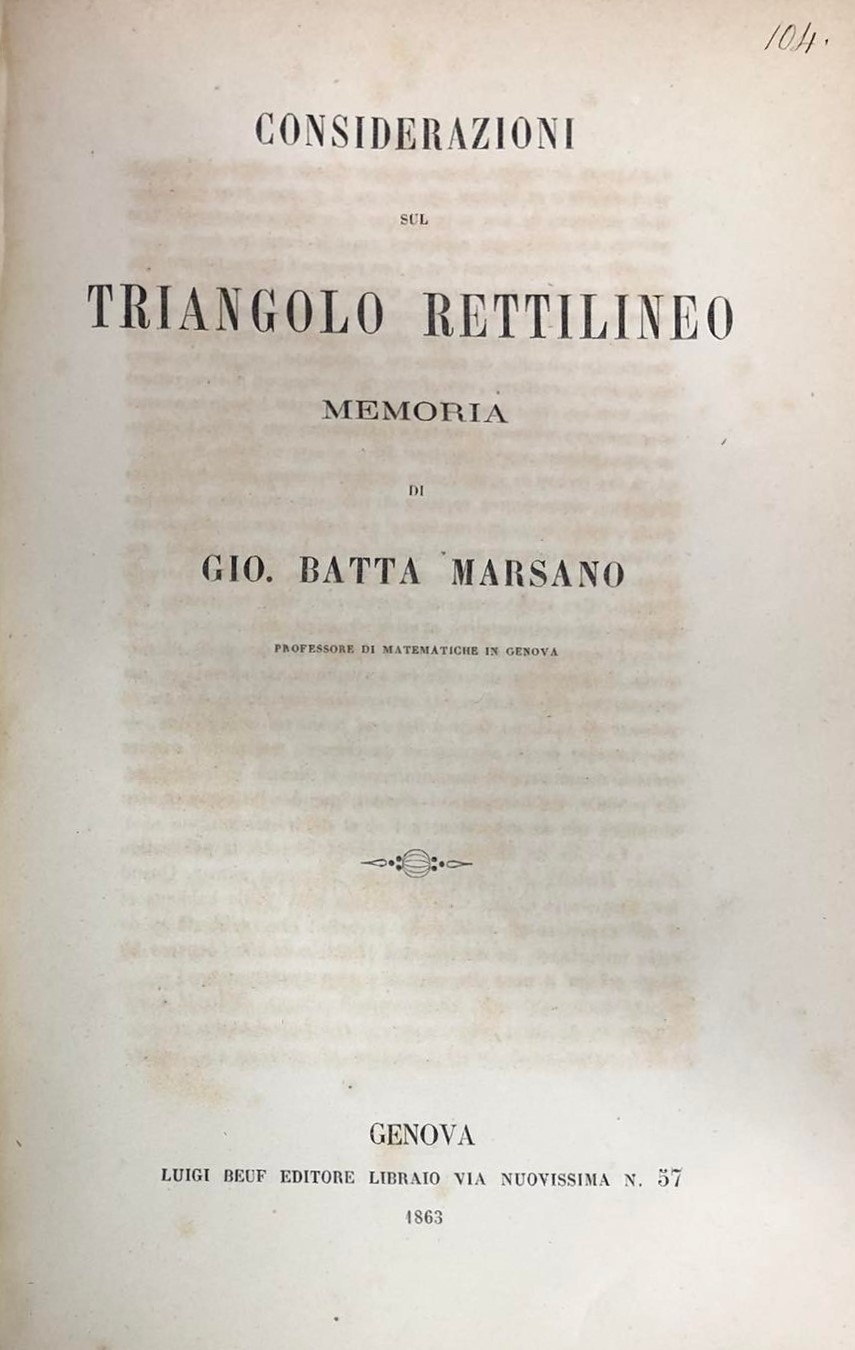 104.
CONSIDERAZIONI
SUL
TRIANGOLO RETTILINEO
MEMORIA
DI
GIO. BATTA MARSANO
PROFESSORE DI MATEMATICHE IN GENOVA
GENOVA
LUIGI BEUF EDITORE LIBRAIO VIA NUOVISSIMA N. 57
1863